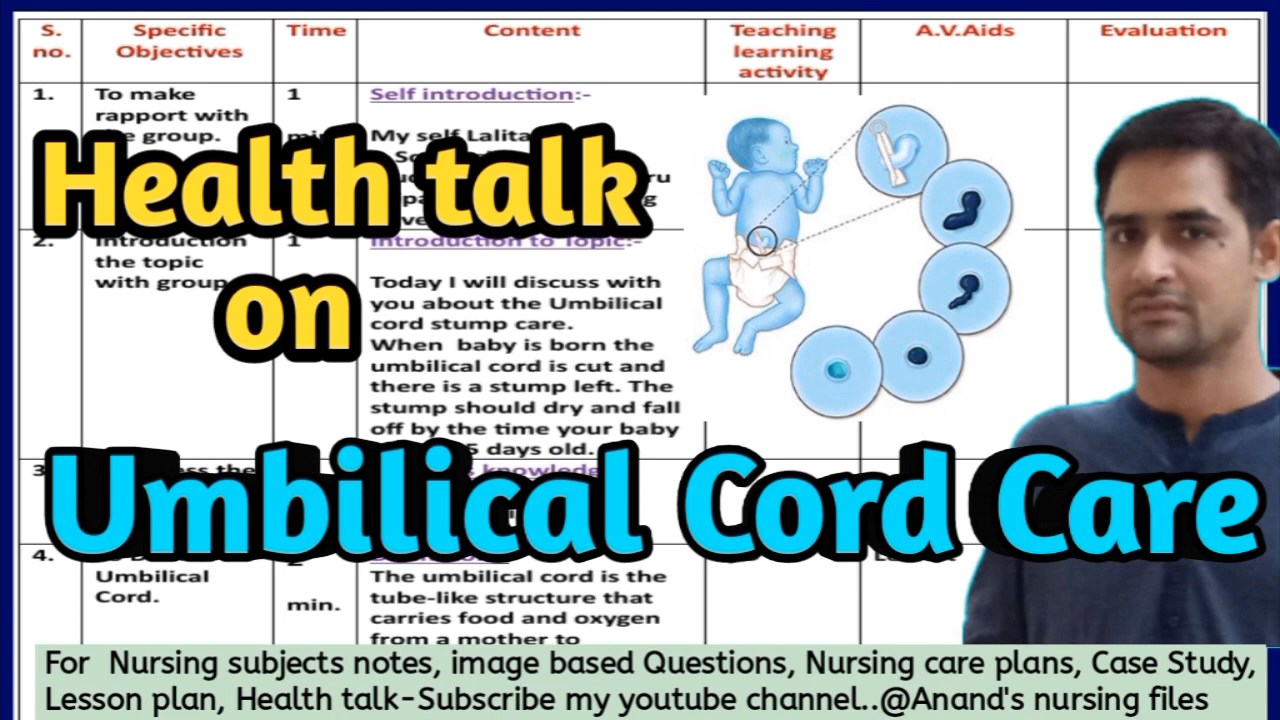 S. no.
Specific Objectives
Time
Content
Teaching learning activity
A.V.Aids
Evaluation
1.
To make
rapport with
group.
1
Self introduction:-
My self Lalita
Health talk
on
2.
Introduction
the topic
with group
1
Introduction to Topic:-
Today I will discuss with
you about the Umbilical
cord stump care.
When baby is born the
umbilical cord is cut and
there is a stump left. The
stump should dry and fall
off by the time your baby
days old.
Umbilical Cord Care
3
the
4.
Umbilical
Cord.
min.
The umbilical cord is the
tube-like structure that
carries food and oxygen
from a mother to
For Nursing subjects notes, image based Questions, Nursing care plans, Case Study,
Lesson plan, Health talk-Subscribe my youtube channel..@Anand's nursing files